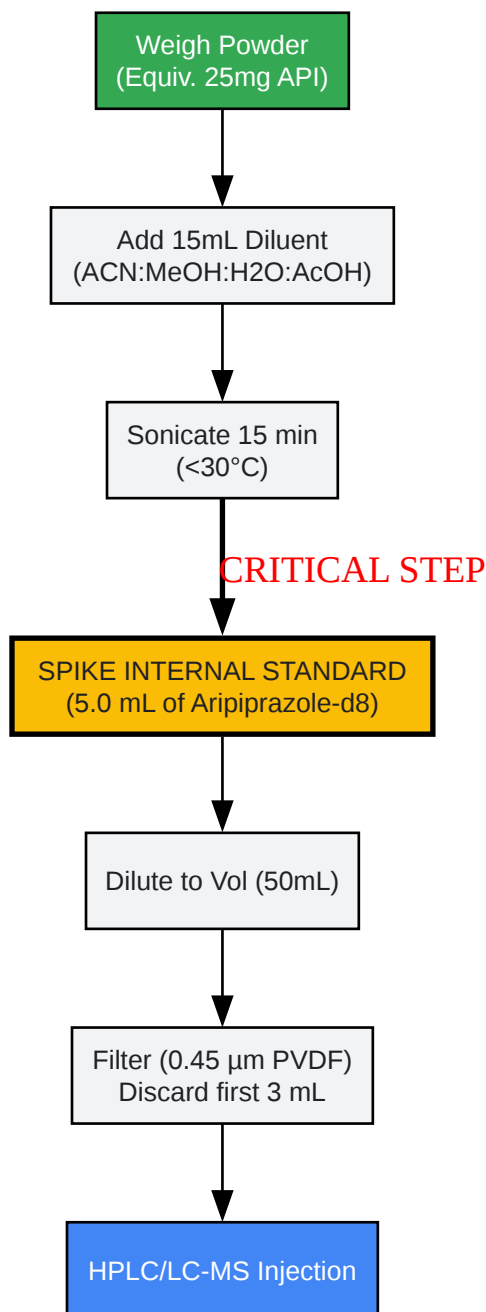 Weigh Powder
(Equiv. 25mg API)
Add 15mL Diluent
(ACN:MeOH:H2O:AcOH)
Sonicate 15 min
(<30°C)
CRITICAL STEP
SPIKE INTERNAL STANDARD
(5.0 mL of Aripiprazole-d8)
Dilute to Vol (50mL)
Filter (0.45 µm PVDF)
Discard first 3 mL
HPLC/LC-MS Injection